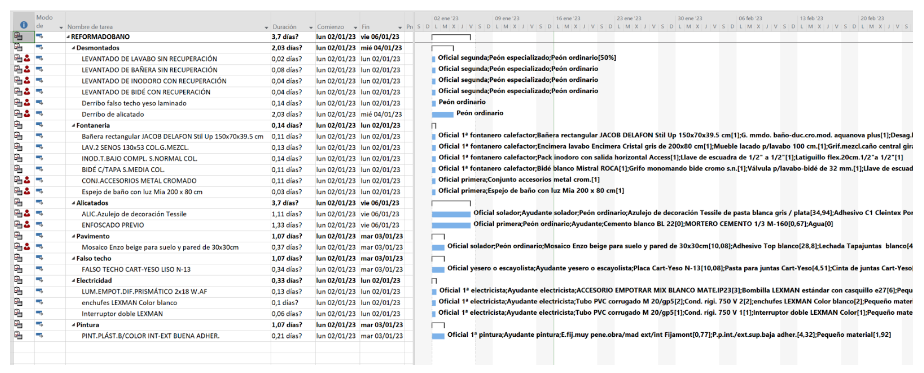 Modo de
Nombre de tarea Duración Comienzo Fin
02 ene '23 09 ene '23 16 ene '23 23 ene '23 30 ene '23 06 feb '23 13 feb '23 20 feb '23
REFORMADOBANO 3,7 días? lun 02/01/23 vie 06/01/23
Desmontados 2,03 días? lun 02/01/23 mié 04/01/23
LEVANTADO DE LAVABO SIN RECUPERACIÓN 0,02 días? lun 02/01/23 lun 02/01/23 Oficial segunda;Peón especializado;Peón ordinario[50%]
LEVANTADO DE BAÑERA SIN RECUPERACIÓN 0,08 días? lun 02/01/23 lun 02/01/23 Oficial segunda;Peón especializado;Peón ordinario
LEVANTADO DE INODORO CON RECUPERACIÓN 0,04 días? lun 02/01/23 lun 02/01/23 Oficial segunda;Peón especializado;Peón ordinario
LEVANTADO DE BIDÉ CON RECUPERACIÓN 0,04 días? lun 02/01/23 lun 02/01/23 Oficial segunda;Peón especializado;Peón ordinario
Derribo falso techo yeso laminado 0,14 días? lun 02/01/23 lun 02/01/23 Peón ordinario
Derribo de alicatado 2,03 días? lun 02/01/23 mié 04/01/23 Peón ordinario
Fontanería 0,14 días? lun 02/01/23 lun 02/01/23
Bañera rectangular JACOB DELAFON Stil Up 150x70x39.5 cm 0,11 días? lun 02/01/23 lun 02/01/23 Oficial 1ª fontanero calefactor;Bañera rectangular JACOB DELAFON Stil Up 150x70x39.5 cm[1];G. mmdo. baño-duc.cro.mod. aquanova plus[1];Desag.
LAV.2 SENOS 130x53 COL.G.MEZCL. 0,13 días? lun 02/01/23 lun 02/01/23 Oficial 1ª fontanero calefactor;Encimera lavabo Encimera Cristal gris de 200x80 cm[1];Mueble lacado p/lavabo 100 cm.[1];Grif.mezcl.caño central
INOD.T.BAJO COMPL. S.NORMAL COL. 0,14 días? lun 02/01/23 lun 02/01/23 Oficial 1ª fontanero calefactor;Pack inodoro con salida horizontal Access[1];Llave de escuadra de 1/2" a 1/2"[1];Latiguillo flex.20cm.1/2"a 1/2"[1]
BIDÉ C/TAPA S.MEDIA COL. 0,11 días? lun 02/01/23 lun 02/01/23 Oficial 1ª fontanero calefactor;Bidé blanco Mistral ROCA[1];Grifo monomando bide cromo s.n.[1];Válvula p/lavabo-bidé de 32 mm.[1];Llave de
CONJ.ACCESORIOS METAL CROMADO 0,11 días? lun 02/01/23 lun 02/01/23 Oficial primera;Conjunto accesorios metal crom.[1]
Espejo de baño con luz Mia 200 x 80 cm 0,03 días? lun 02/01/23 lun 02/01/23 Oficial primera;Espejo de baño con luz Mia 200 x 80 cm[1]
Alicatados 3,7 días? lun 02/01/23 vie 06/01/23
ALIC.Azulejo de decoración Tessile 1,11 días? lun 02/01/23 vie 06/01/23 Oficial solador;Ayudante solador;Peón ordinario;Azulejo de decoración Tessile de pasta blanca gris / plata[34,94];Adhesivo C1 Cleintex
ENFOSCADO PREVIO 1,33 días? lun 02/01/23 vie 06/01/23 Oficial primera;Peón ordinario;Ayudante;Cemento blanco BL 22[0];MORTERO CEMENTO 1/3 M-160[0,67];Agua[0]
Pavimento 1,07 días? lun 02/01/23 mar 03/01/23
Mosaico Enzo beige para suelo y pared de 30x30cm 0,37 días? lun 02/01/23 mar 03/01/23 Oficial solador;Peón ordinario;Mosaico Enzo beige para suelo y pared de 30x30cm[10,08];Adhesivo Top blanco[28,8];Lechada Tapajuntas blanco
Falso techo 1,07 días? lun 02/01/23 mar 03/01/23
FALSO TECHO CART-YESO LISO N-13 0,34 días? lun 02/01/23 mar 03/01/23 Oficial yesero o escayolista;Ayudante yesero o escayolista;Placa Cart-Yeso N-13[10,08];Pasta para juntas Cart-Yeso[4,51];Cinta de juntas
Electricidad 0,33 días? lun 02/01/23 lun 02/01/23
LUM.EMPOT.DIF.PRISMÁTICO 2x18 W.AF 0,13 días? lun 02/01/23 lun 02/01/23 Oficial 1ª electricista;Ayudante electricista;ACCESORIO EMPOTRAR MIX BLANCO MATE.IP23[3];Bombilla LEXMAN estándar con casquillo e27[6];
enchufes LEXMAN Color blanco 0,1 días? lun 02/01/23 lun 02/01/23 Oficial 1ª electricista;Ayudante electricista;Tubo PVC corrugado M 20/gp5[2];Cond. rigi. 750 V 2[2];enchufes LEXMAN Color blanco[2];Pequeño
Interruptor doble LEXMAN 0,06 días? lun 02/01/23 lun 02/01/23 Oficial 1ª electricista;Ayudante electricista;Tubo PVC corrugado M 20/gp5[1];Cond. rigi. 750 V 1[1];Interruptor doble LEXMAN[1];Pequeño
Pintura 1,07 días? lun 02/01/23 mar 03/01/23
PINT.PLÁST.B/COLOR INT-EXT BUENA ADHER. 0,21 días? lun 02/01/23 mar 03/01/23 Oficial 1ª pintura;Ayudante pintura;E.fij.muy pene.obra/mad ext/int Fijamont[0,77];P.p.int./ext.sup.baja adher.[4,32];Pequeño material[1,92]